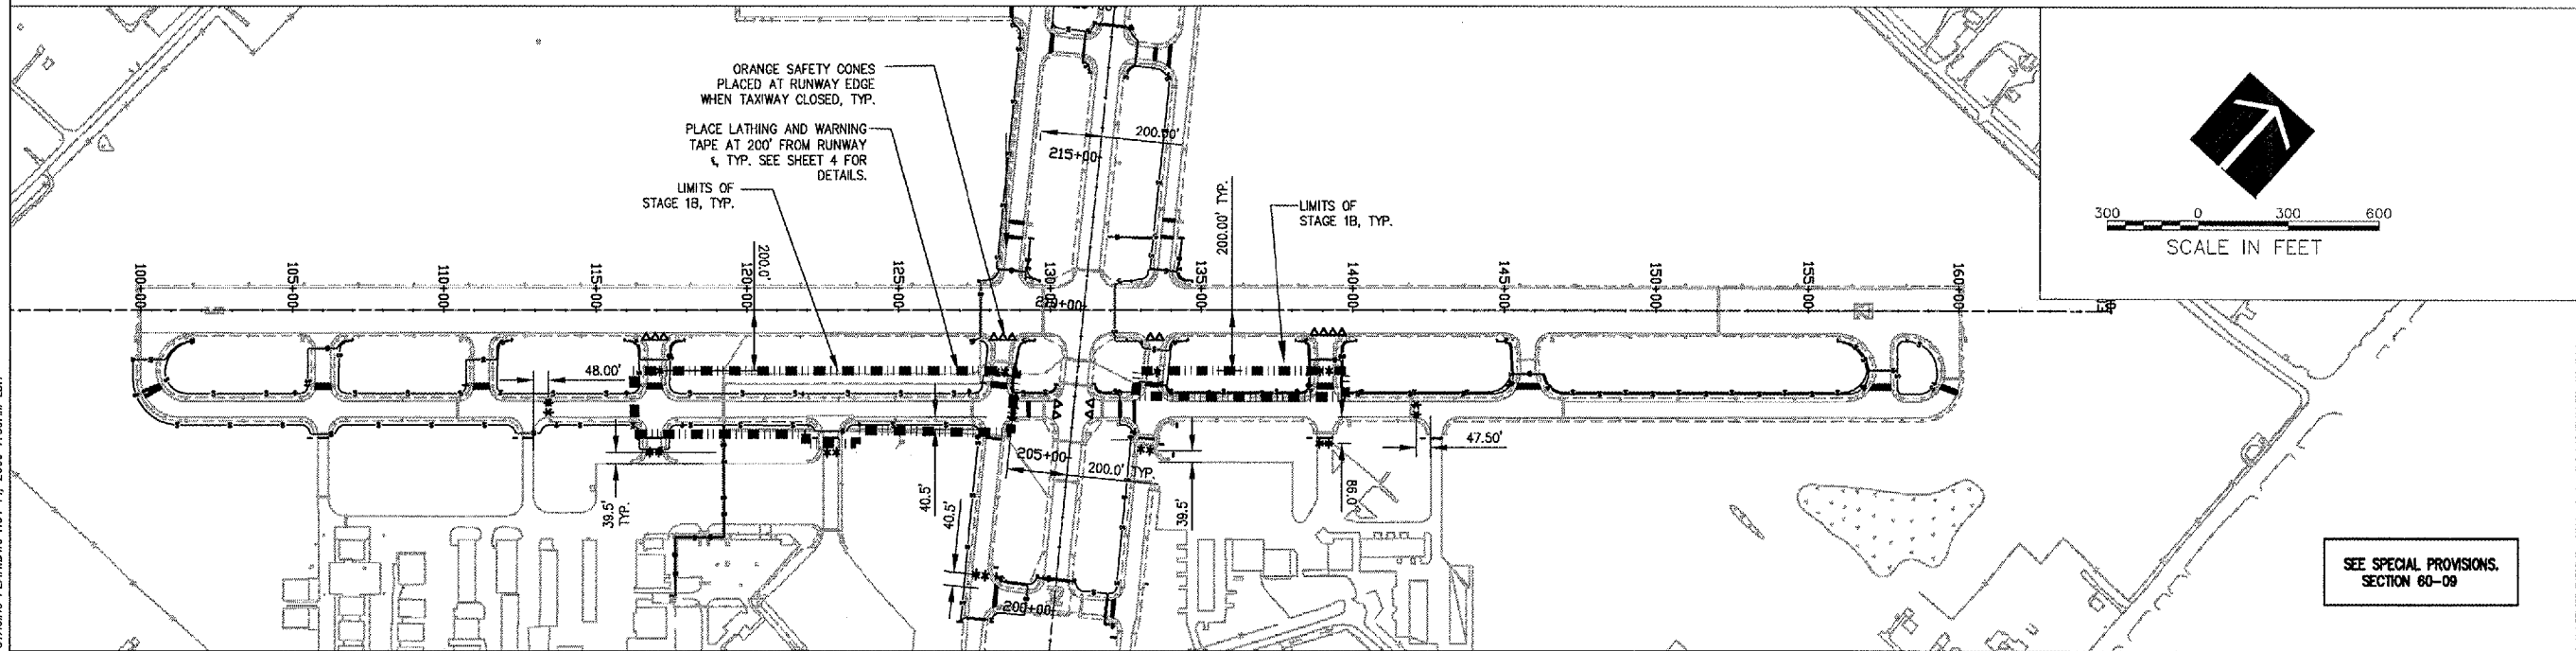 ORANGE SAFETY CONES
PLACED AT RUNWAY EDGE
WHEN TAXIWAY CLOSED, TYP.
PLACE LATHING AND WARNING
TAPE AT 200' FROM RUNWAY
℄, TYP. SEE SHEET 4 FOR
DETAILS.
LIMITS OF
STAGE 1B, TYP.
200.00'
215+00
200.00' TYP.
LIMITS OF
STAGE 1B, TYP.
300 0 300 600
SCALE IN FEET
100+00
105+00
110+00
115+00
120+00
200.0'
125+00
130+00
135+00
140+00
145+00
150+00
155+00
160+00
210+00
48.00'
39.5'
TYP.
40.5'
40.5'
205+00
200.0' TYP.
39.5'
86.0'
47.50'
200+00
SEE SPECIAL PROVISIONS.
SECTION 60-09